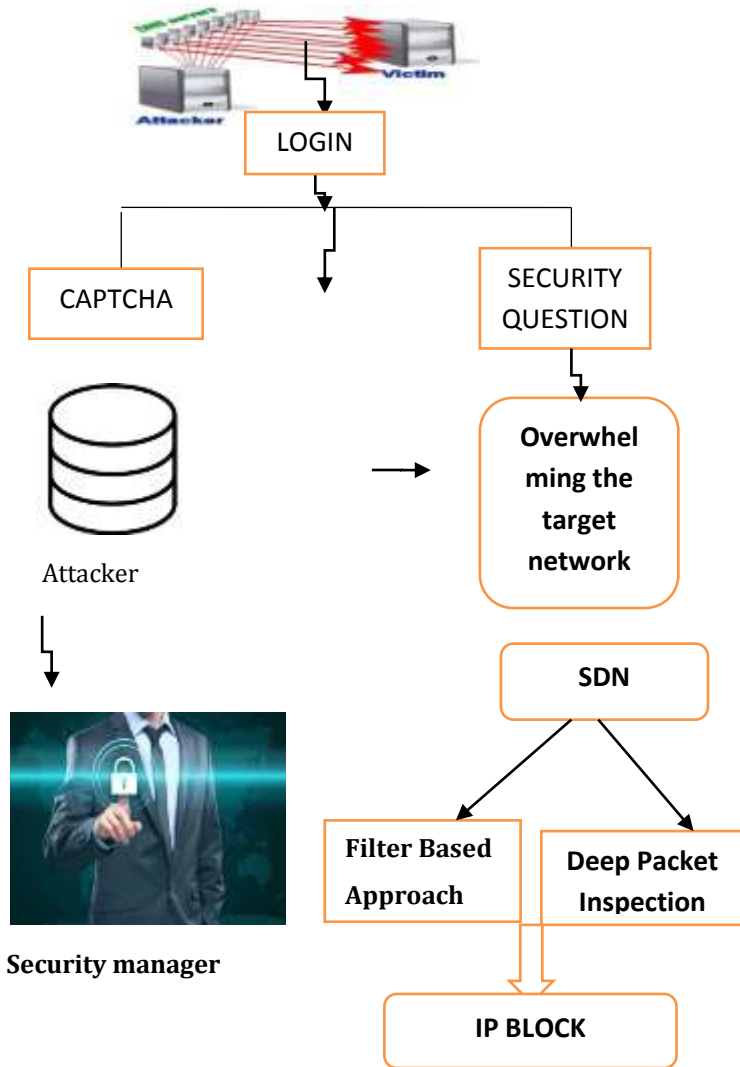 Victim
Attacker
LOGIN
CAPTCHA
SECURITY
QUESTION
Overwhel
ming the
target
network
Attacker
SDN
Filter Based
Approach
Deep Packet
Inspection
Security manager
IP BLOCK